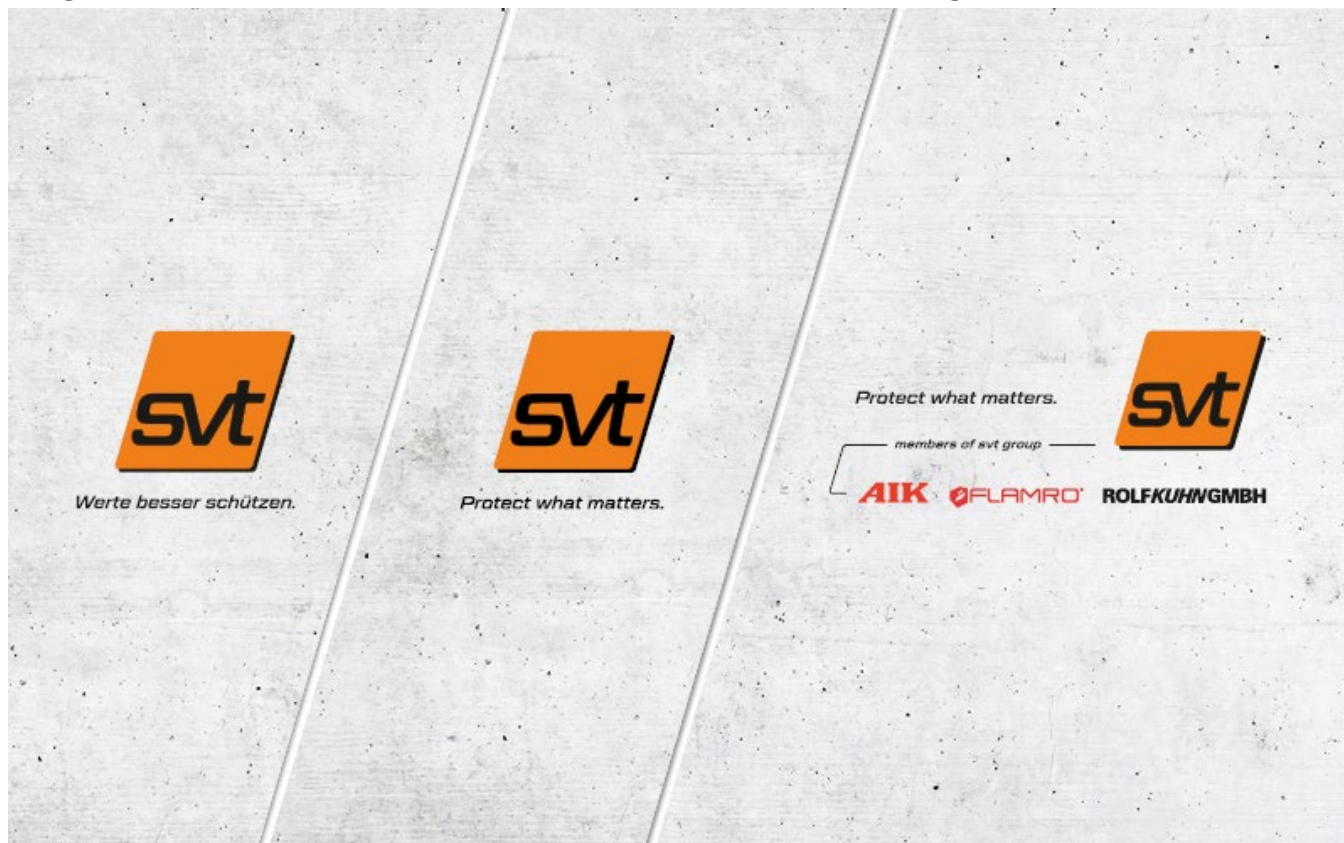 svt
Werte besser schützen.
svt
Protect what matters.
svt
Protect what matters.
members of svt group
AIK FLAMRO ROLFKUHNGMBH